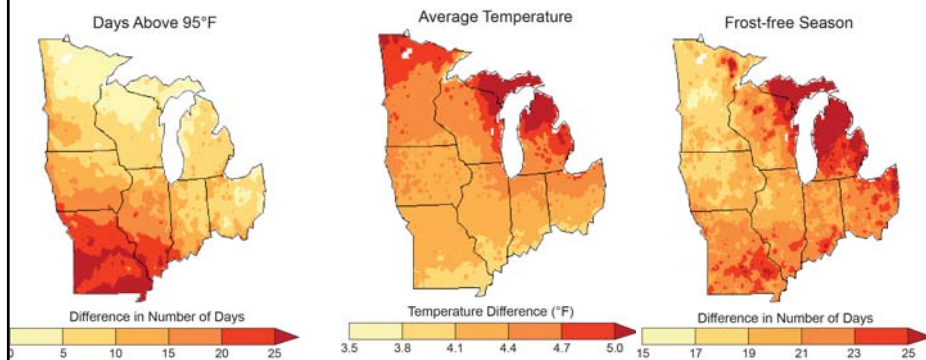 Days Above 95°F
Average Temperature
Frost-free Season
Difference in Number of Days
0 5 10 15 20 25
Temperature Difference (°F)
3.5 3.8 4.1 4.4 4.7 5.0
Difference in Number of Days
15 17 19 21 23 25